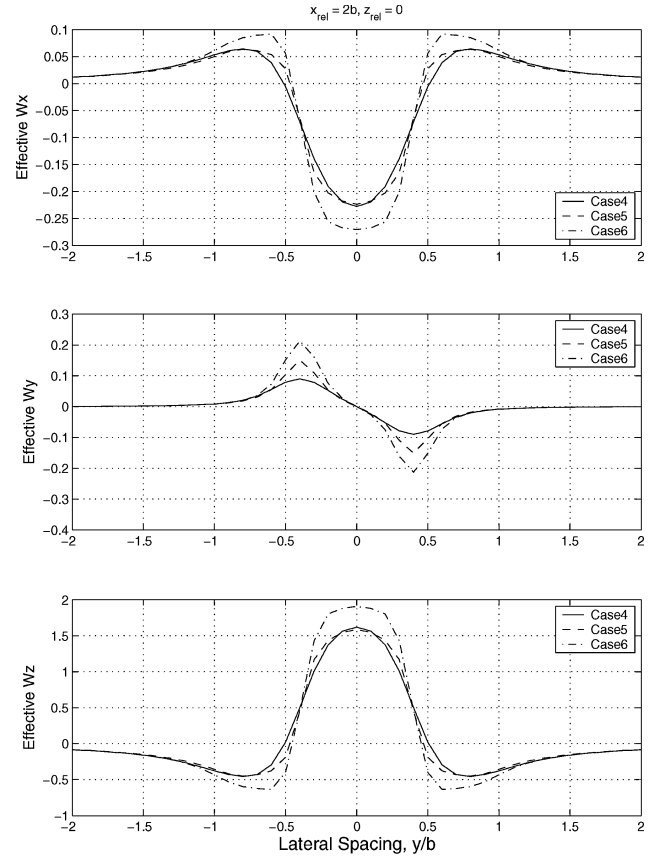 x_rel = 2b, z_rel = 0
0.1
0.05
0
−0.05
−0.1
−0.15
−0.2
−0.25
−0.3
Effective Wx
Case4
Case5
Case6
−2 −1.5 −1 −0.5 0 0.5 1 1.5 2
0.3
0.2
0.1
0
−0.1
−0.2
−0.3
−0.4
Effective Wy
Case4
Case5
Case6
−2 −1.5 −1 −0.5 0 0.5 1 1.5 2
2
1.5
1
0.5
0
−0.5
−1
Effective Wz
Case4
Case5
Case6
−2 −1.5 −1 −0.5 0 0.5 1 1.5 2
Lateral Spacing, y/b